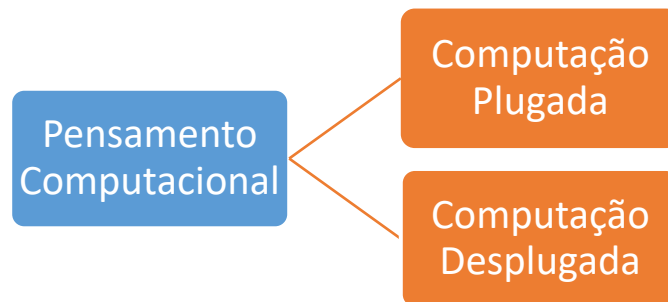 Pensamento
Computacional
Computação
Plugada
Computação
Desplugada